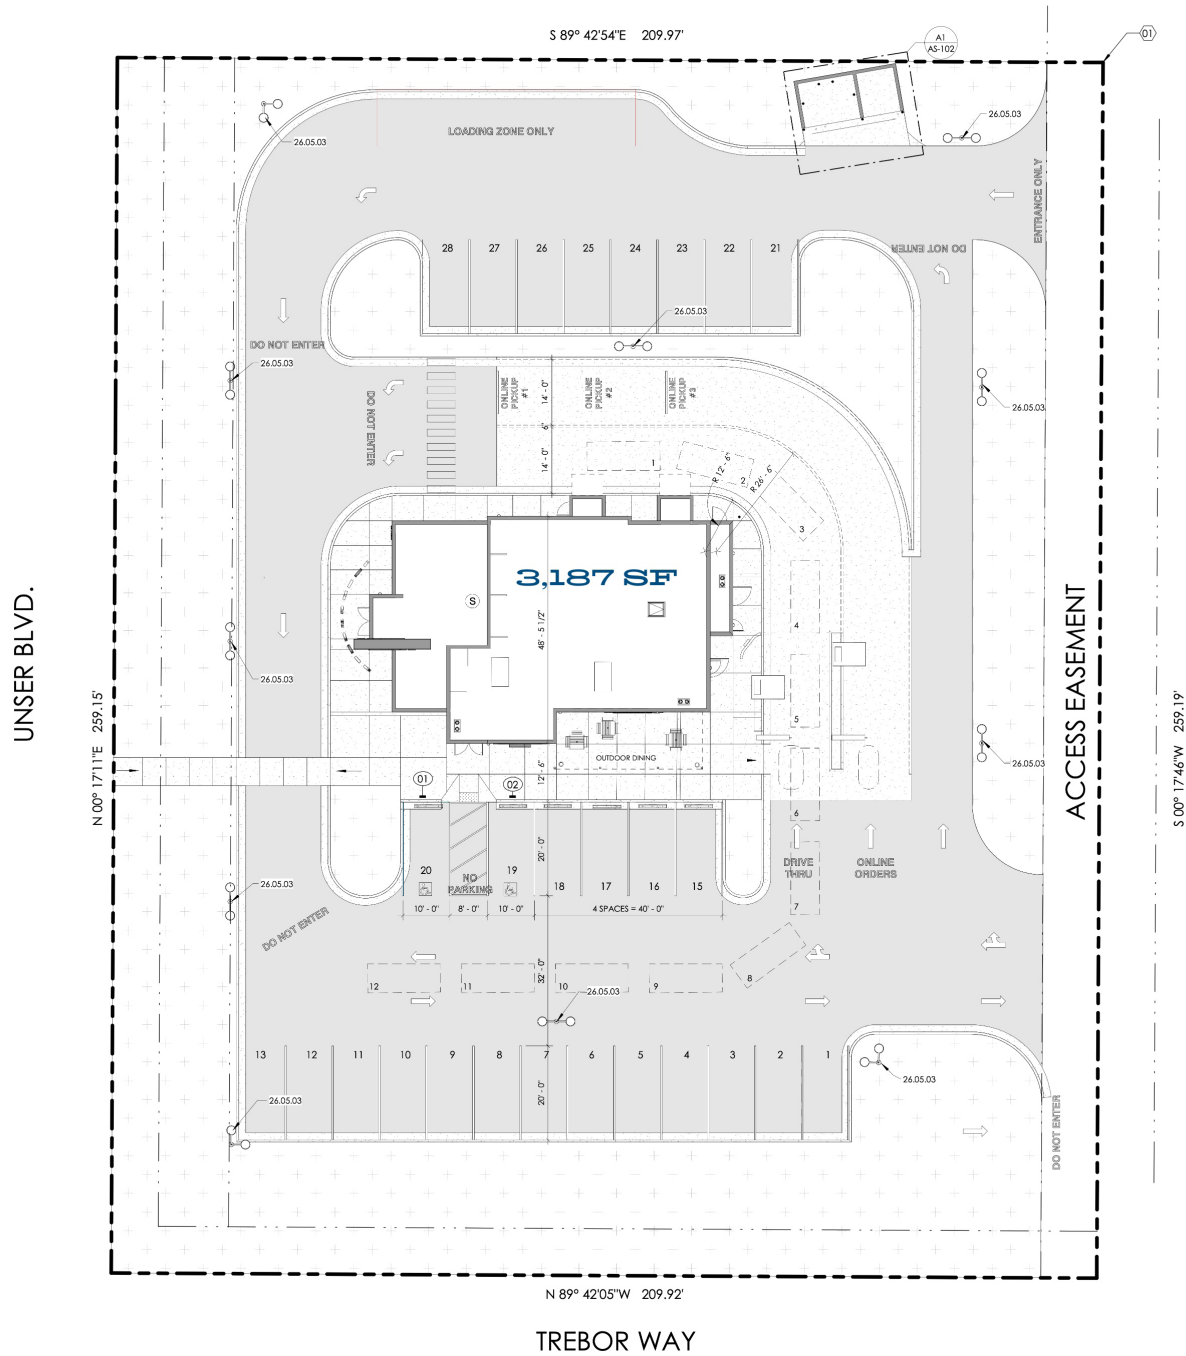 S 89° 42'54"E 209.97'
A1
AS-102
01
26.05.03
26.05.03
LOADING ZONE ONLY
ENTRANCE ONLY
DO NOT ENTER
28 27 26 25 24 23 22 21
26.05.03
DO NOT ENTER
26.05.03
ONLINE PICKUP #1
14' - 0"
ONLINE PICKUP #2
ONLINE PICKUP #3
26.05.03
DO NOT ENTER
6"
14' - 0"
1
2
R 12' - 6"
R 26' - 6"
3
3,187 SF
S
48' - 5 1/2"
4
UNSER BLVD.
N 00° 17'11"E 259.15'
26.05.03
5
ACCESS EASEMENT
S 00° 17'46"W 259.19'
OUTDOOR DINING
26.05.03
01
02
12' - 6"
6
20' - 0"
DRIVE THRU
ONLINE ORDERS
26.05.03
20
NO PARKING
19
18 17 16 15
7
10' - 0" 8' - 0" 10' - 0" 4 SPACES = 40' - 0"
DO NOT ENTER
32' - 0"
8
12 11 10 9
26.05.03
13 12 11 10 9 8 7 6 5 4 3 2 1
26.05.03
26.05.03
20' - 0"
DO NOT ENTER
N 89° 42'05"W 209.92'
TREBOR WAY